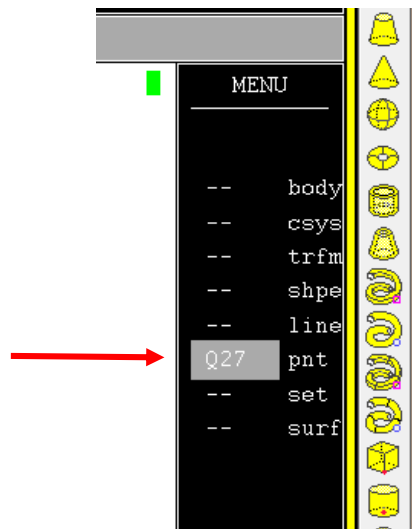 MENU
-- body
-- csys
-- trfm
-- shpe
-- line
Q27 pnt
-- set
-- surf